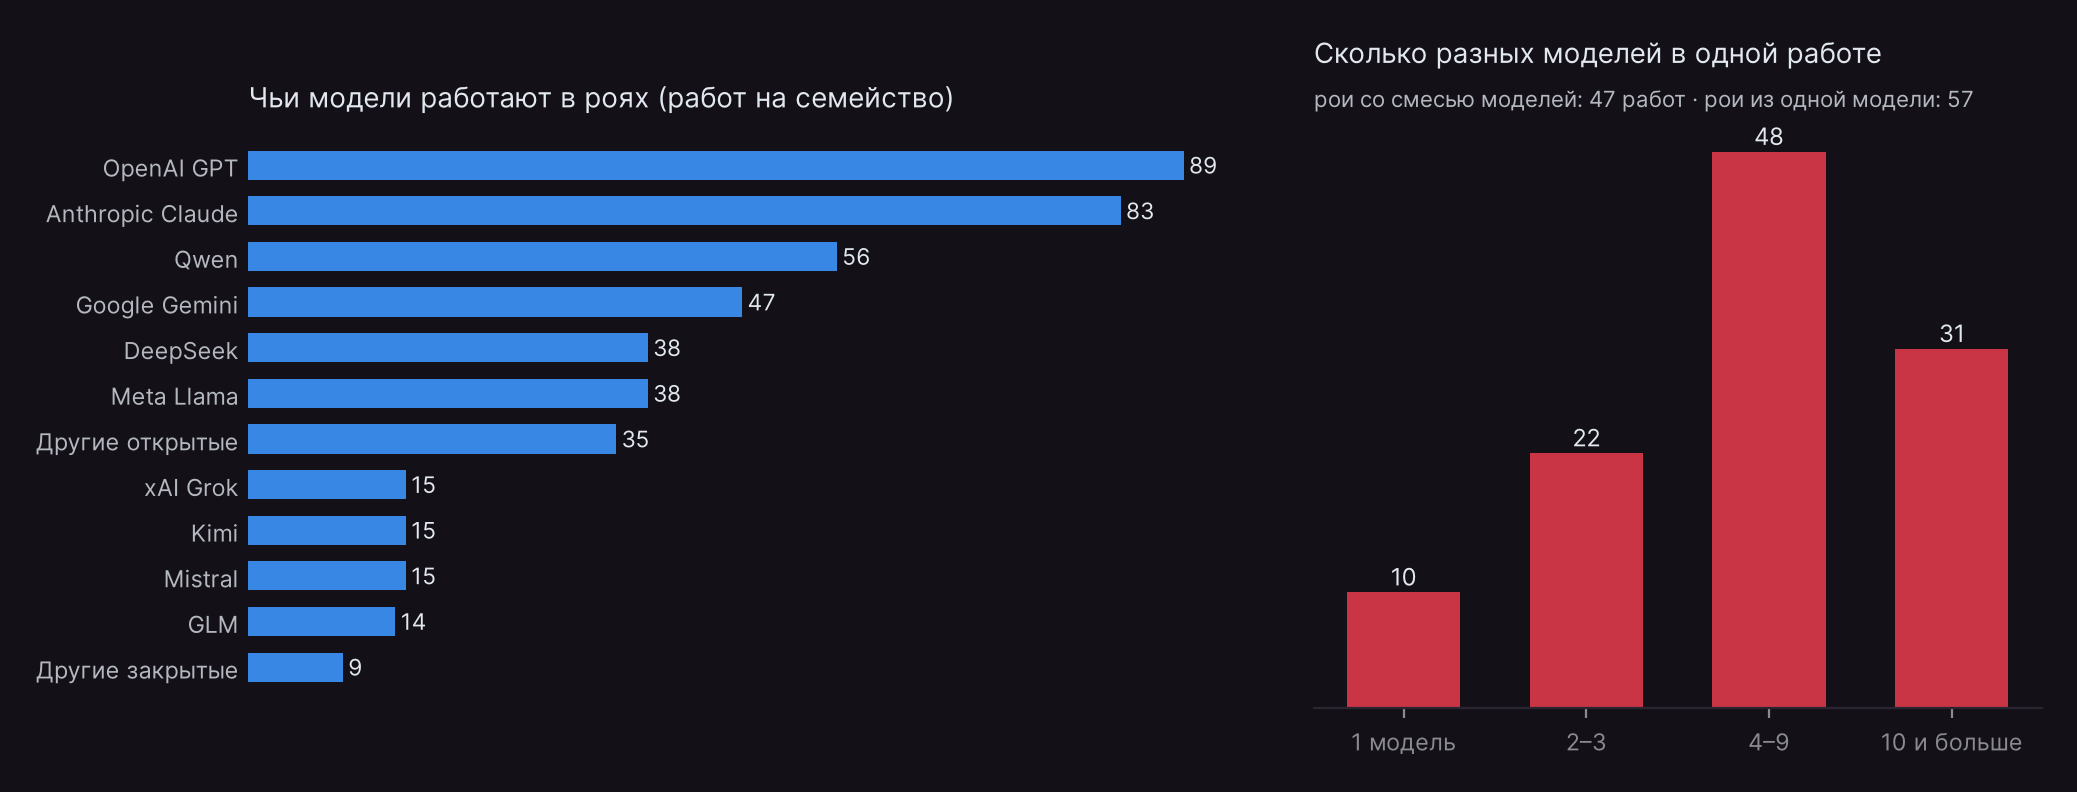 Чьи модели работают в роях (работ на семейство)
OpenAI GPT 89
Anthropic Claude 83
Qwen 56
Google Gemini 47
DeepSeek 38
Meta Llama 38
Другие открытые 35
xAI Grok 15
Kimi 15
Mistral 15
GLM 14
Другие закрытые 9
Сколько разных моделей в одной работе
рои со смесью моделей: 47 работ · рои из одной модели: 57
10 22 48 31
1 модель 2–3 4–9 10 и больше